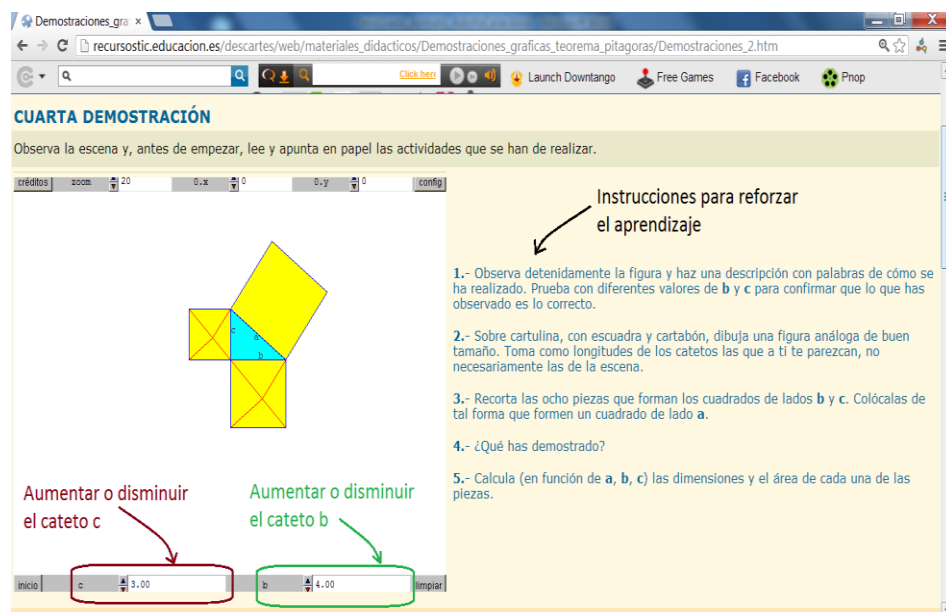 Demostraciones_gra
recursostic.educacion.es/descartes/web/materiales_didacticos/Demostraciones_graficas_teorema_pitagoras/Demostraciones_2.htm
Click here
Launch Downtango
Free Games
Facebook
Pnop
CUARTA DEMOSTRACIÓN
Observa la escena y, antes de empezar, lee y apunta en papel las actividades que se han de realizar.
créditos zoom 20 O.x 0 O.y 0 config
Instrucciones para reforzar
el aprendizaje
c
a
b
1.- Observa detenidamente la figura y haz una descripción con palabras de cómo se
ha realizado. Prueba con diferentes valores de b y c para confirmar que lo que has
observado es lo correcto.
2.- Sobre cartulina, con escuadra y cartabón, dibuja una figura análoga de buen
tamaño. Toma como longitudes de los catetos las que a ti te parezcan, no
necesariamente las de la escena.
3.- Recorta las ocho piezas que forman los cuadrados de lados b y c. Colócalas de
tal forma que formen un cuadrado de lado a.
4.- ¿Qué has demostrado?
5.- Calcula (en función de a, b, c) las dimensiones y el área de cada una de las
piezas.
Aumentar o disminuir
el cateto c
Aumentar o disminuir
el cateto b
inicio c 3.00 b 4.00 limpiar